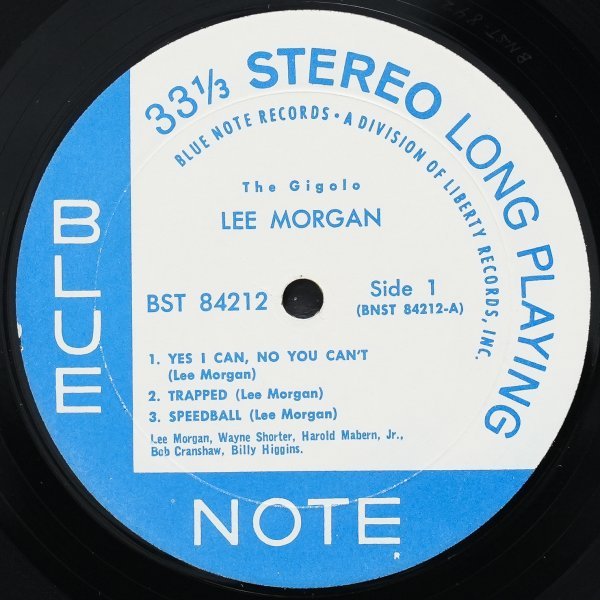 33⅓ STEREO LONG PLAYING
BLUE NOTE RECORDS • A DIVISION OF LIBERTY RECORDS, INC.
The Gigolo
LEE MORGAN
BST 84212
Side 1
(BNST 84212-A)
1. YES I CAN, NO YOU CAN'T
(Lee Morgan)
2. TRAPPED (Lee Morgan)
3. SPEEDBALL (Lee Morgan)
Lee Morgan, Wayne Shorter, Harold Mabern, Jr.,
Bob Cranshaw, Billy Higgins.
BLUE
NOTE
R